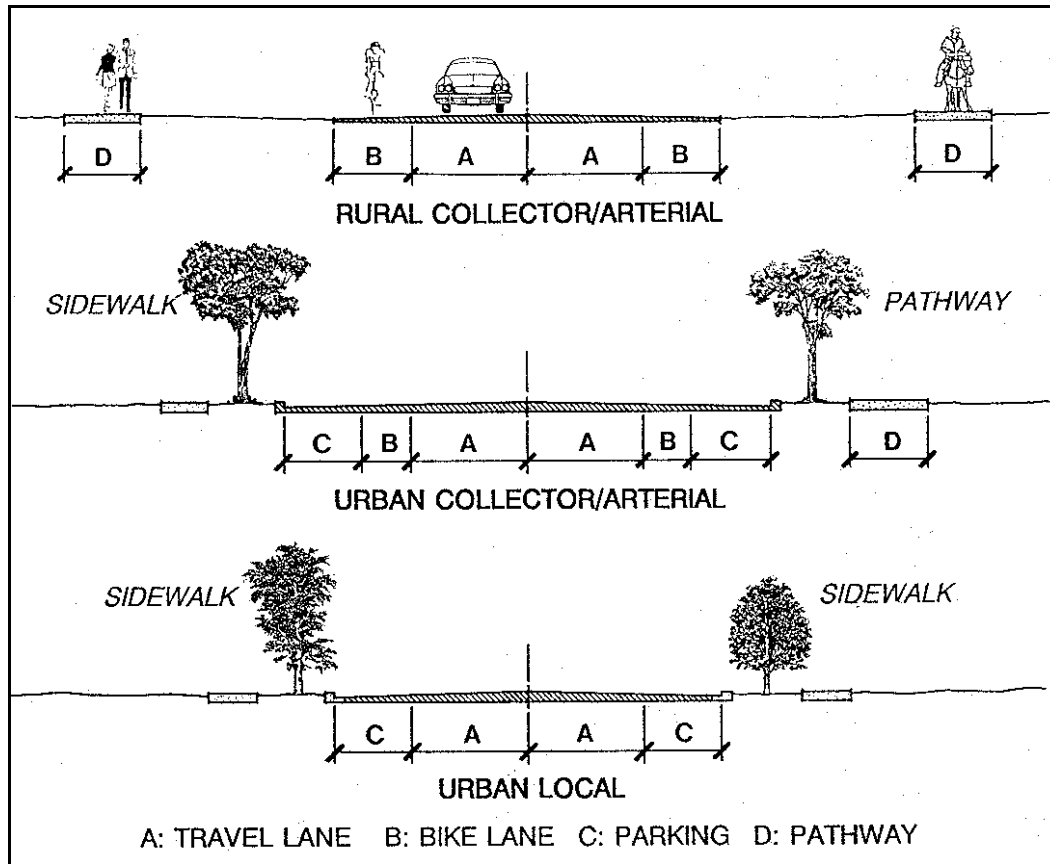 D B A A B D
RURAL COLLECTOR/ARTERIAL
SIDEWALK PATHWAY
C B A A B C D
URBAN COLLECTOR/ARTERIAL
SIDEWALK SIDEWALK
C A A C
URBAN LOCAL
A: TRAVEL LANE B: BIKE LANE C: PARKING D: PATHWAY